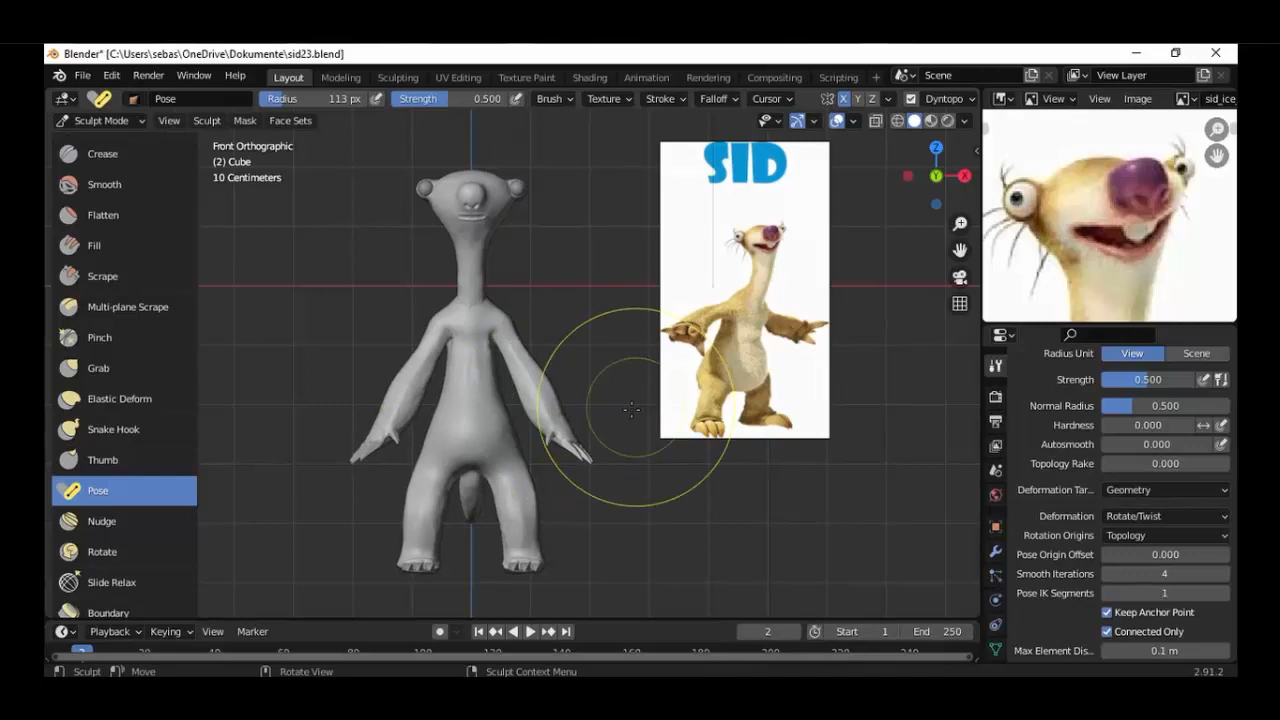 Blender* [C:\Users\sebas\OneDrive\Dokumente\sid23.blend]
File Edit Render Window Help Layout Modeling Sculpting UV Editing Texture Paint Shading Animation Rendering Compositing Scripting + Scene View Layer
Pose Radius 113 px Strength 0.500 Brush Texture Stroke Falloff Cursor X Y Z Dyntopo View View Image sid_ice
Sculpt Mode View Sculpt Mask Face Sets
Front Orthographic
(2) Cube
10 Centimeters
SID
Z
Y
X
Crease
Smooth
Flatten
Fill
Scrape
Multi-plane Scrape
Pinch
Grab
Elastic Deform
Snake Hook
Thumb
Pose
Nudge
Rotate
Slide Relax
Boundary
Radius Unit View Scene
Strength 0.500
Normal Radius 0.500
Hardness 0.000
Autosmooth 0.000
Topology Rake 0.000
Deformation Tar... Geometry
Deformation Rotate/Twist
Rotation Origins Topology
Pose Origin Offset 0.000
Smooth Iterations 4
Pose IK Segments 1
Keep Anchor Point
Connected Only
Max Element Dis... 0.1 m
Playback Keying View Marker 2 Start 1 End 250
Sculpt Move Rotate View Sculpt Context Menu 2.91.2